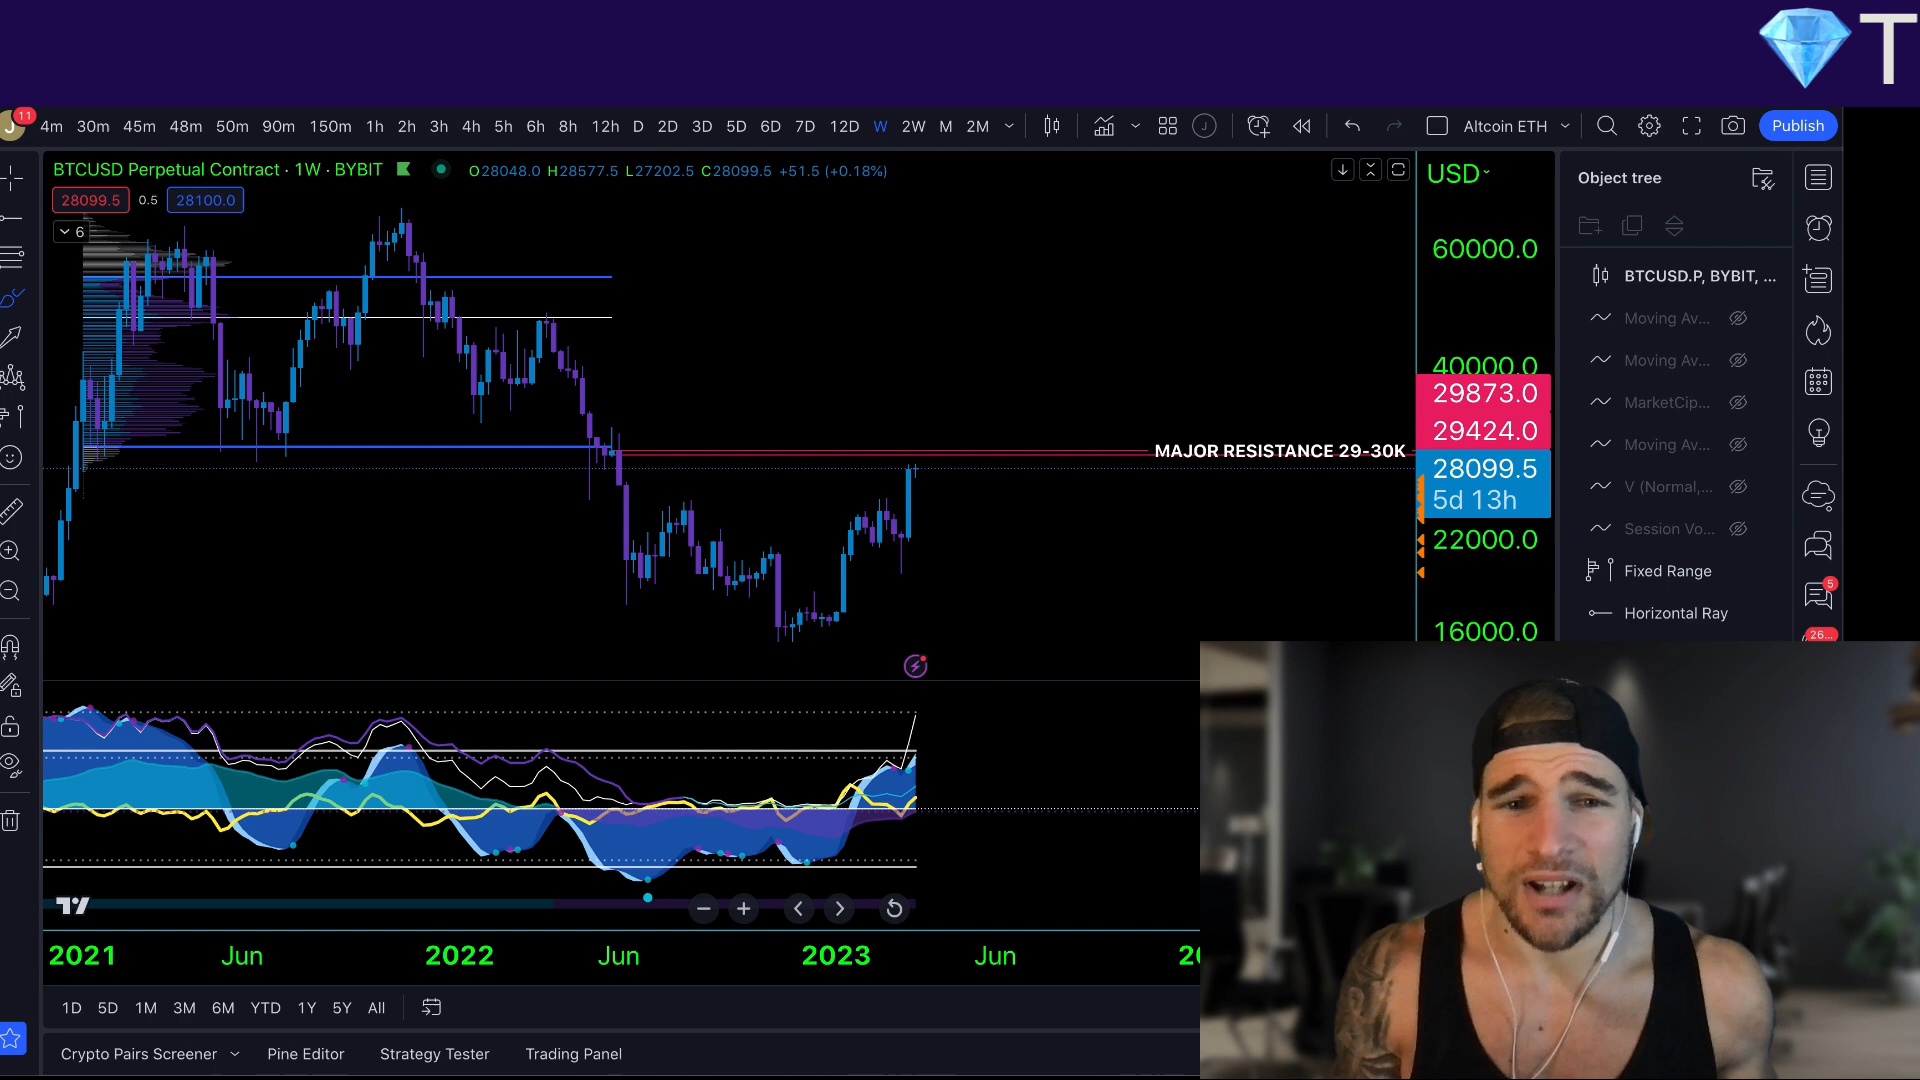 T
11
J
4m 30m 45m 48m 50m 90m 150m 1h 2h 3h 4h 5h 6h 8h 12h D 2D 3D 5D 6D 7D 12D W 2W M 2M J Altcoin ETH Publish
BTCUSD Perpetual Contract · 1W · BYBIT O28048.0 H28577.5 L27202.5 C28099.5 +51.5 (+0.18%)
28099.5 0.5 28100.0
6
USD
60000.0
40000.0
29873.0
29424.0
MAJOR RESISTANCE 29-30K
28099.5
5d 13h
22000.0
16000.0
Object tree
BTCUSD.P, BYBIT, ...
Moving Av...
Moving Av...
MarketCip...
Moving Av...
V (Normal,...
Session Vo...
Fixed Range
Horizontal Ray
5
26...
2021 Jun 2022 Jun 2023 Jun
1D 5D 1M 3M 6M YTD 1Y 5Y All
Crypto Pairs Screener Pine Editor Strategy Tester Trading Panel